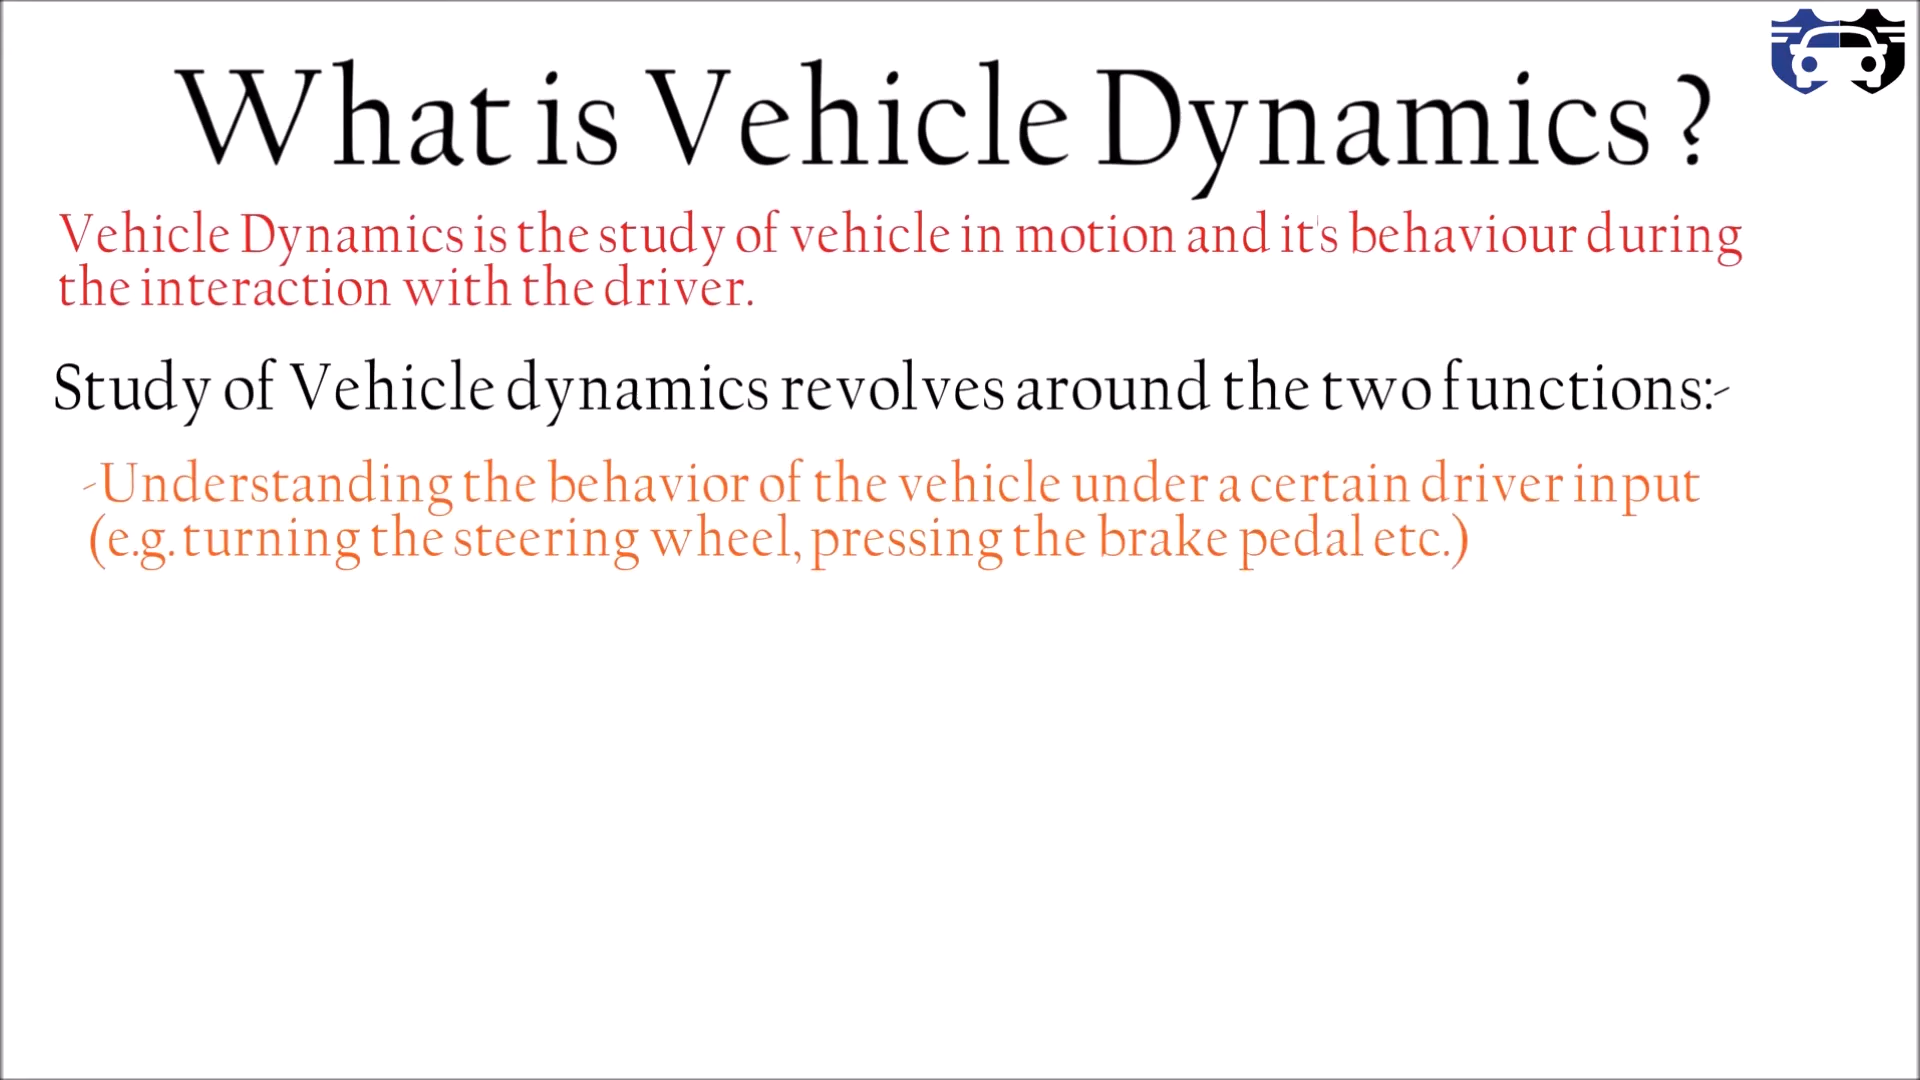 What is Vehicle Dynamics ?
Vehicle Dynamics is the study of vehicle in motion and it's behaviour during
the interaction with the driver.
Study of Vehicle dynamics revolves around the two functions:-
-Understanding the behavior of the vehicle under a certain driver input
(e.g. turning the steering wheel, pressing the brake pedal etc.)